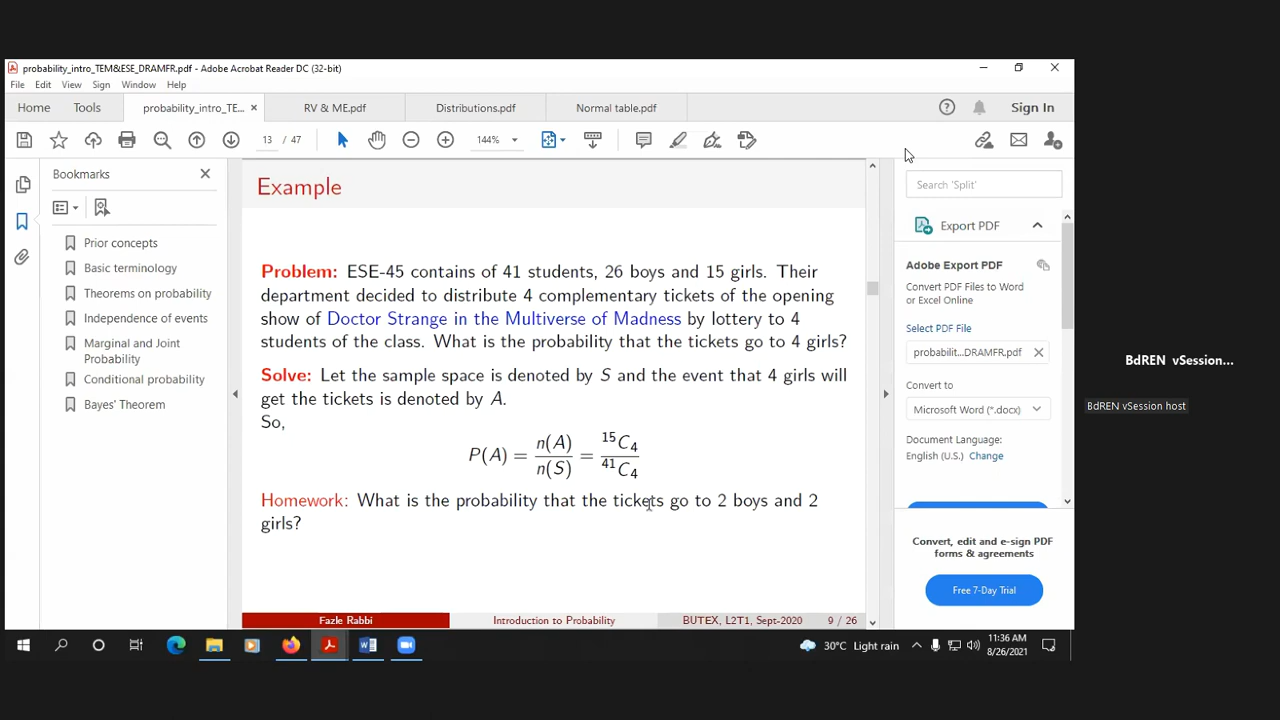 probability_intro_TEM&ESE_DRAMFR.pdf - Adobe Acrobat Reader DC (32-bit)
File Edit View Sign Window Help
Home Tools probability_intro_TE... × RV & ME.pdf Distributions.pdf Normal table.pdf Sign In
13 / 47 144%
Bookmarks
Prior concepts
Basic terminology
Theorems on probability
Independence of events
Marginal and Joint
Probability
Conditional probability
Bayes' Theorem
Example
Problem: ESE-45 contains of 41 students, 26 boys and 15 girls. Their
department decided to distribute 4 complementary tickets of the opening
show of Doctor Strange in the Multiverse of Madness by lottery to 4
students of the class. What is the probability that the tickets go to 4 girls?
Solve: Let the sample space is denoted by S and the event that 4 girls will
get the tickets is denoted by A.
So,
P(A) = n(A)/n(S) = ¹⁵C₄/⁴¹C₄
Homework: What is the probability that the tickets go to 2 boys and 2
girls?
Fazle Rabbi Introduction to Probability BUTEX, L2T1, Sept-2020 9 / 26
Search 'Split'
Export PDF
Adobe Export PDF
Convert PDF Files to Word
or Excel Online
Select PDF File
probabilit...DRAMFR.pdf ×
Convert to
Microsoft Word (*.docx)
Document Language:
English (U.S.) Change
Convert, edit and e-sign PDF
forms & agreements
Free 7-Day Trial
BdREN vSession...
BdREN vSession host
30°C Light rain
11:36 AM
8/26/2021